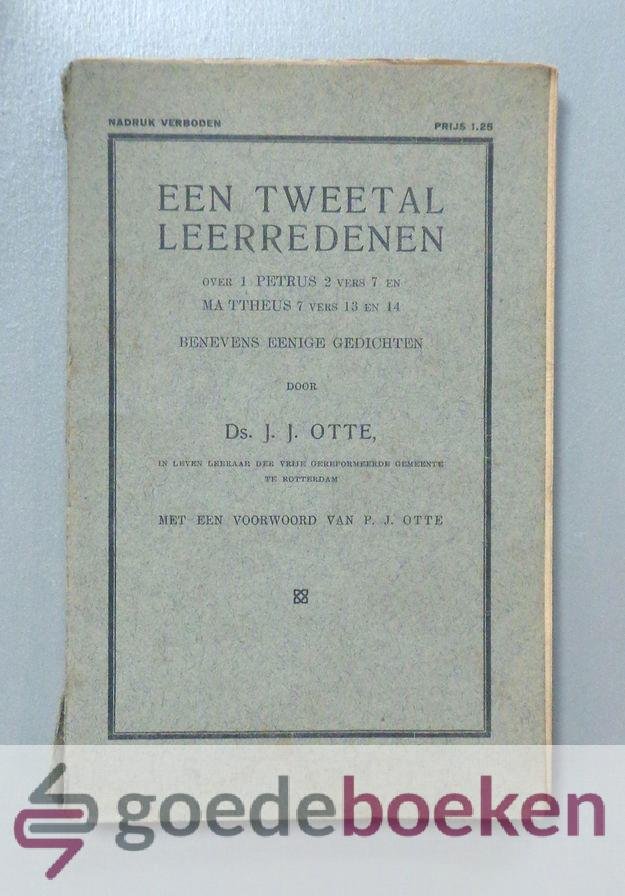 NADRUK VERBODEN PRIJS 1.25
EEN TWEETAL
LEERREDENEN
OVER 1 PETRUS 2 VERS 7 EN
MA TTHEUS 7 VERS 13 EN 14
BENEVENS EENIGE GEDICHTEN
DOOR
Ds. J. J. OTTE,
IN LEVEN LEERAAR DER VRIJE GEREFORMEERDE GEMEENTE
TE ROTTERDAM
MET EEN VOORWOORD VAN P. J. OTTE
goedeboeken